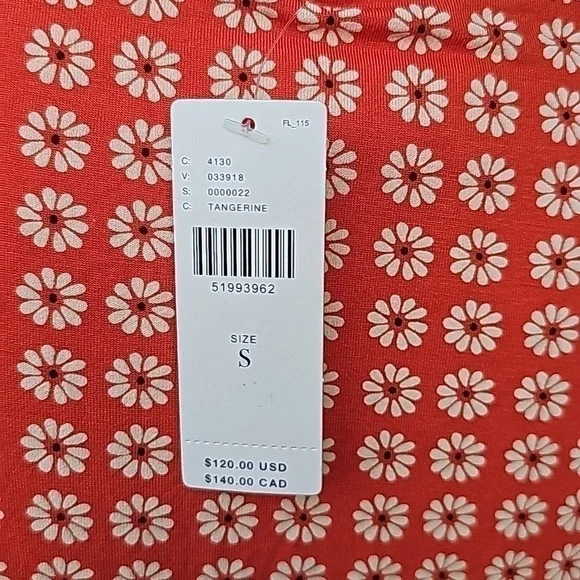 FL_115
C: 4130
V: 033918
S: 0000022
C: TANGERINE
51993962
SIZE
S
$120.00 USD
$140.00 CAD